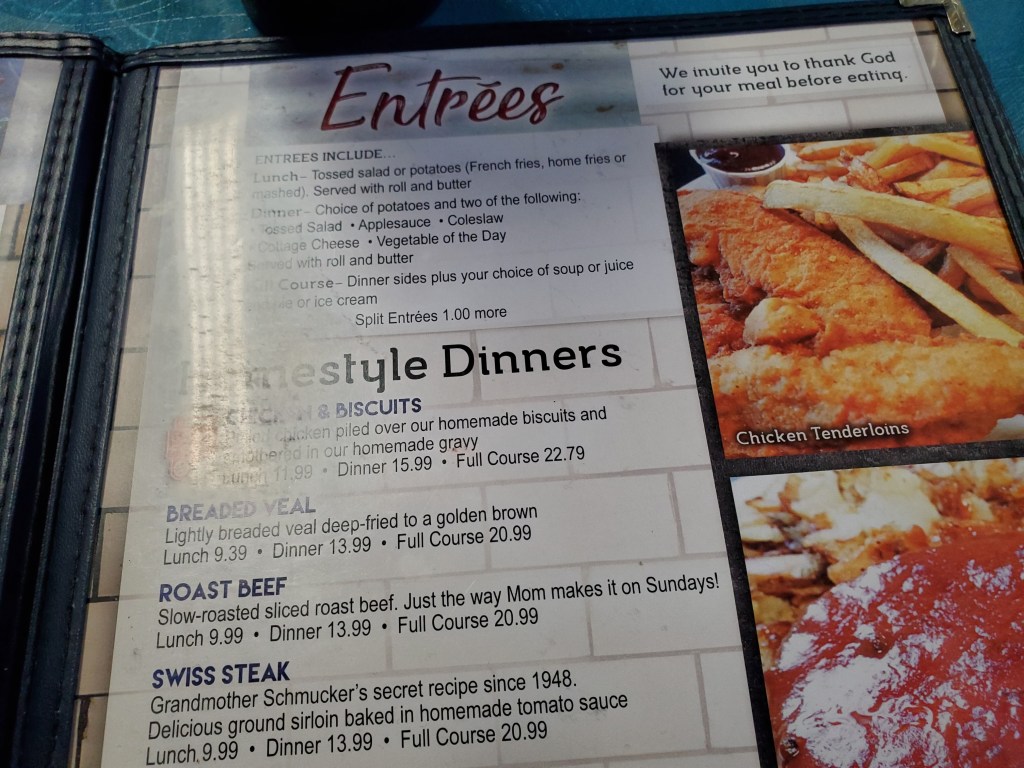 Entrées
We invite you to thank God
for your meal before eating.
ENTREES INCLUDE...
Lunch – Tossed salad or potatoes (French fries, home fries or
mashed). Served with roll and butter
Dinner – Choice of potatoes and two of the following:
Tossed Salad • Applesauce • Coleslaw
• Cottage Cheese • Vegetable of the Day
Served with roll and butter
Full Course – Dinner sides plus your choice of soup or juice
or ice cream
Split Entrées 1.00 more
Homestyle Dinners
CHICKEN & BISCUITS
chicken piled over our homemade biscuits and
smothered in our homemade gravy
Lunch 11.99 • Dinner 15.99 • Full Course 22.79
BREADED VEAL
Lightly breaded veal deep-fried to a golden brown
Lunch 9.39 • Dinner 13.99 • Full Course 20.99
ROAST BEEF
Slow-roasted sliced roast beef. Just the way Mom makes it on Sundays!
Lunch 9.99 • Dinner 13.99 • Full Course 20.99
SWISS STEAK
Grandmother Schmucker's secret recipe since 1948.
Delicious ground sirloin baked in homemade tomato sauce
Lunch 9.99 • Dinner 13.99 • Full Course 20.99
Chicken Tenderloins